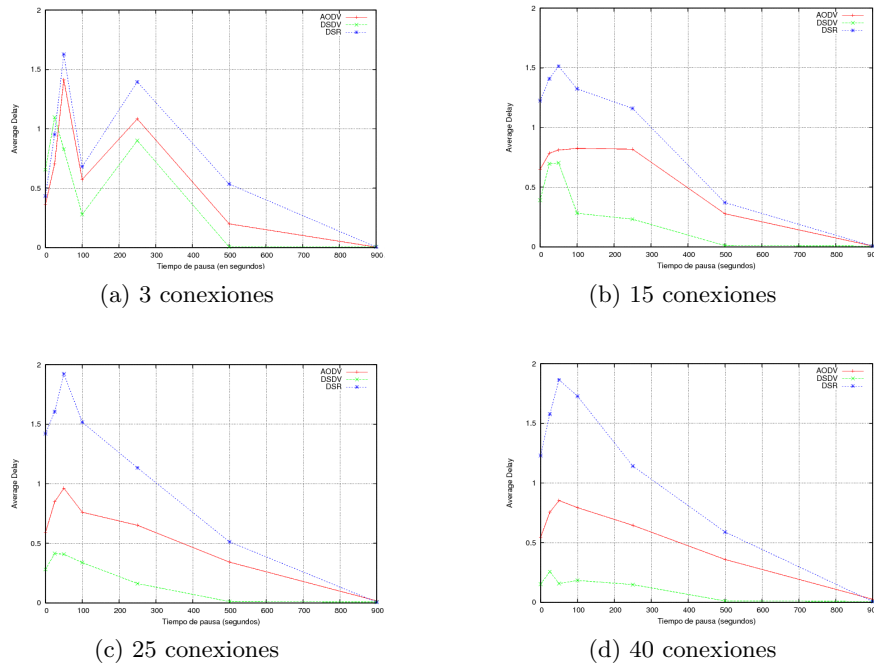 2
1.5
1
0.5
0
Average Delay
AODV
DSDV
DSR
0 100 200 300 400 500 600 700 800 900
Tiempo de pausa (en segundos)
(a) 3 conexiones
2
1.5
1
0.5
0
Average Delay
AODV
DSDV
DSR
0 100 200 300 400 500 600 700 800 900
Tiempo de pausa (segundos)
(b) 15 conexiones
2
1.5
1
0.5
0
Average Delay
AODV
DSDV
DSR
0 100 200 300 400 500 600 700 800 900
Tiempo de pausa (segundos)
(c) 25 conexiones
2
1.5
1
0.5
0
Average Delay
AODV
DSDV
DSR
0 100 200 300 400 500 600 700 800 900
Tiempo de pausa (segundos)
(d) 40 conexiones